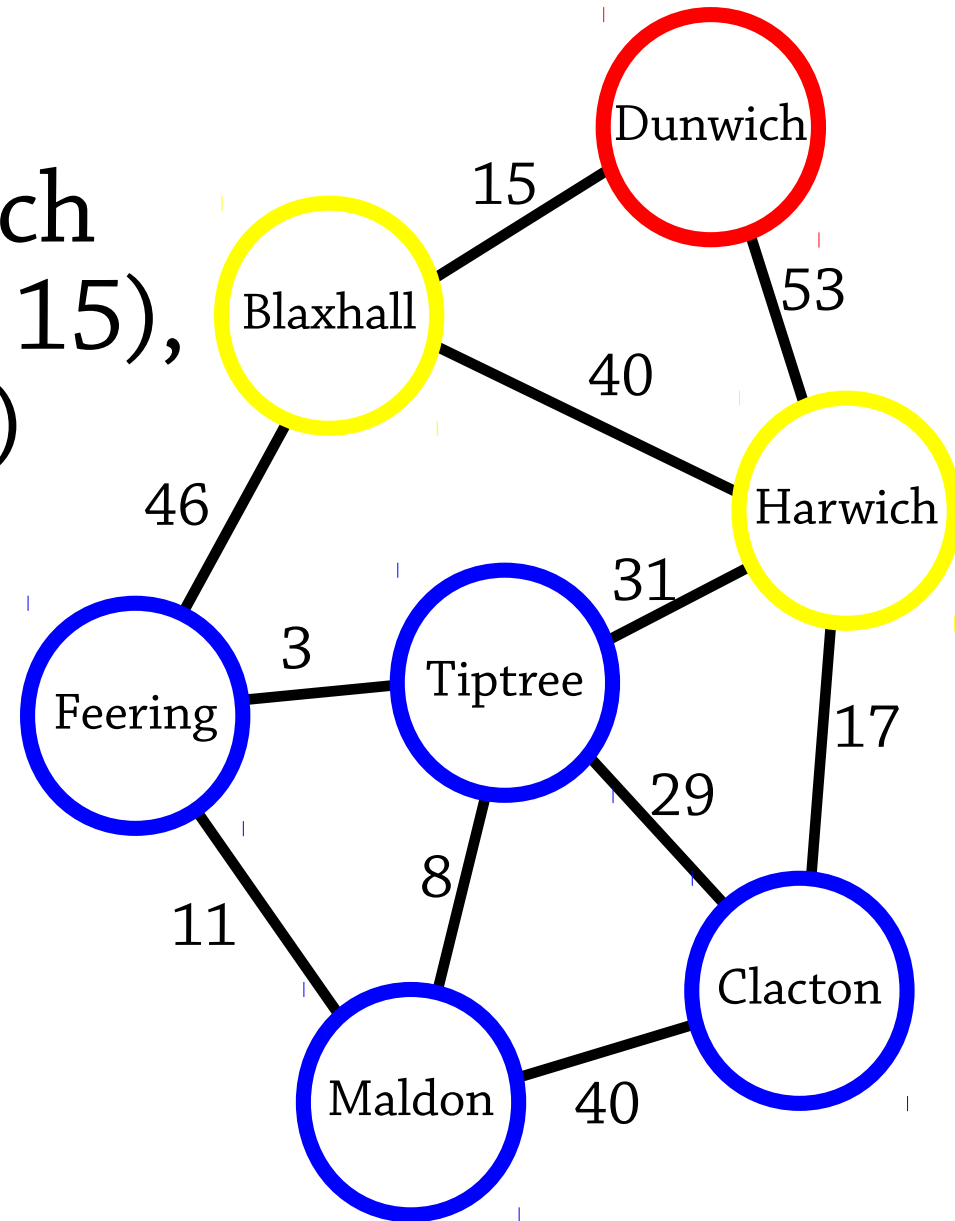 Dunwich
15
ch
15),
)
53
Blaxhall
40
46
Harwich
31
3
Tiptree
Feering
17
29
8
11
Clacton
Maldon
40